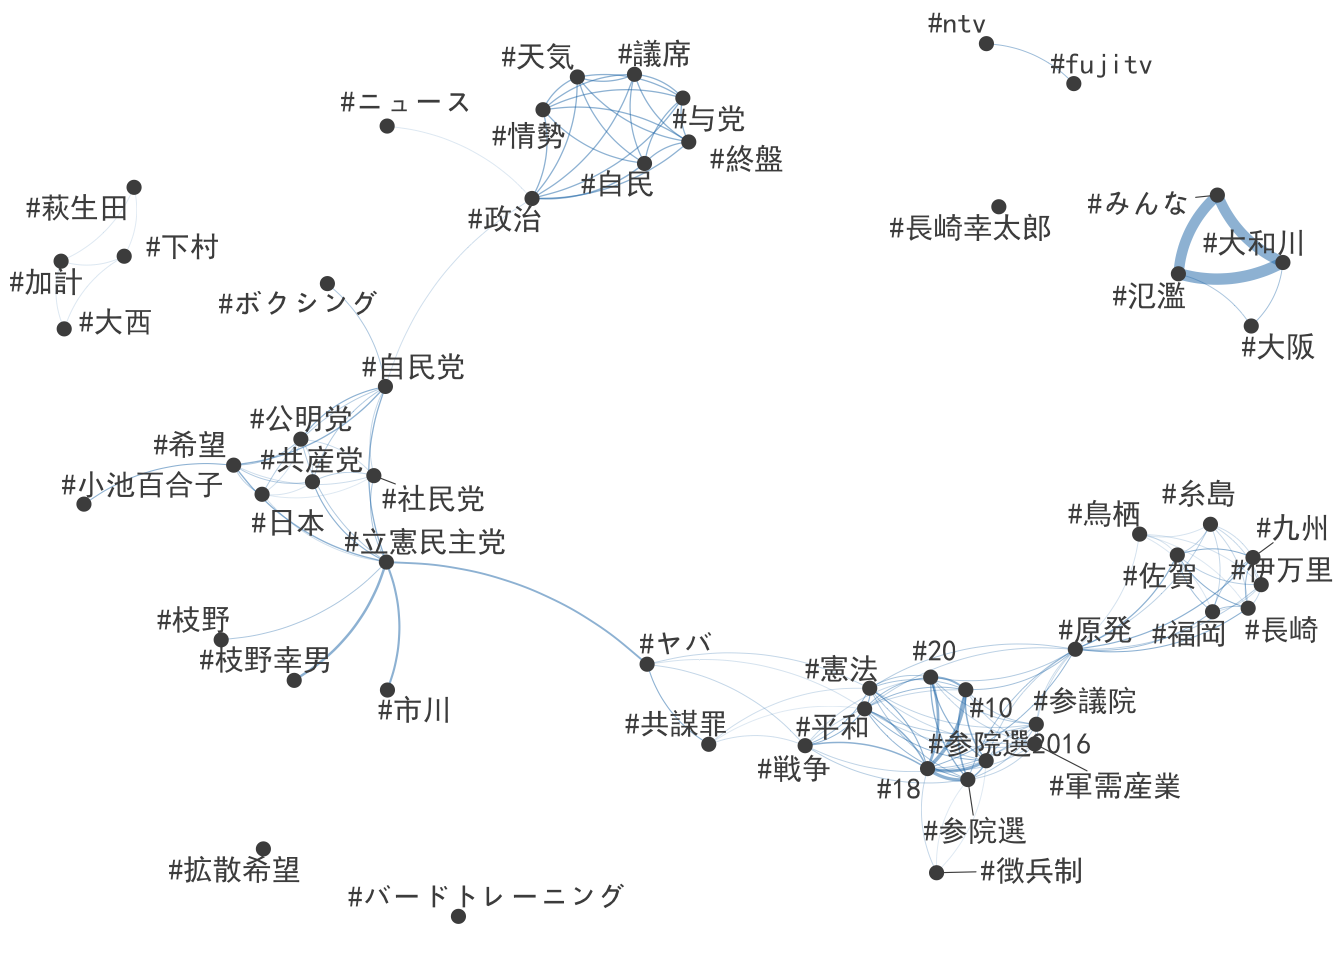 #ntv
#fujitv
#天気
#議席
#ニュース
#与党
#情勢
#終盤
#自民
#政治
#萩生田
#下村
#加計
#大西
#みんな
#長崎幸太郎
#大和川
#氾濫
#大阪
#ボクシング
#自民党
#公明党
#希望
#共産党
#小池百合子
#社民党
#日本
#立憲民主党
#糸島
#鳥栖
#九州
#佐賀
#伊万里
#枝野
#枝野幸男
#市川
#ヤバ
#原発
#福岡
#長崎
#20
#憲法
#10
#参議院
#共謀罪
#平和
#参院選2016
#戦争
#18
#軍需産業
#参院選
#徴兵制
#拡散希望
#バードトレーニング